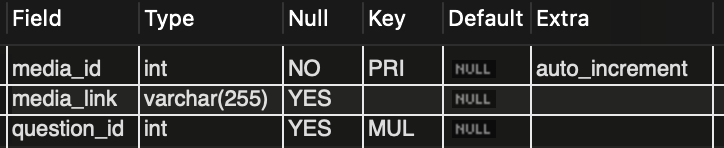 Field Type Null Key Default Extra
media_id int NO PRI NULL auto_increment
media_link varchar(255) YES NULL
question_id int YES MUL NULL